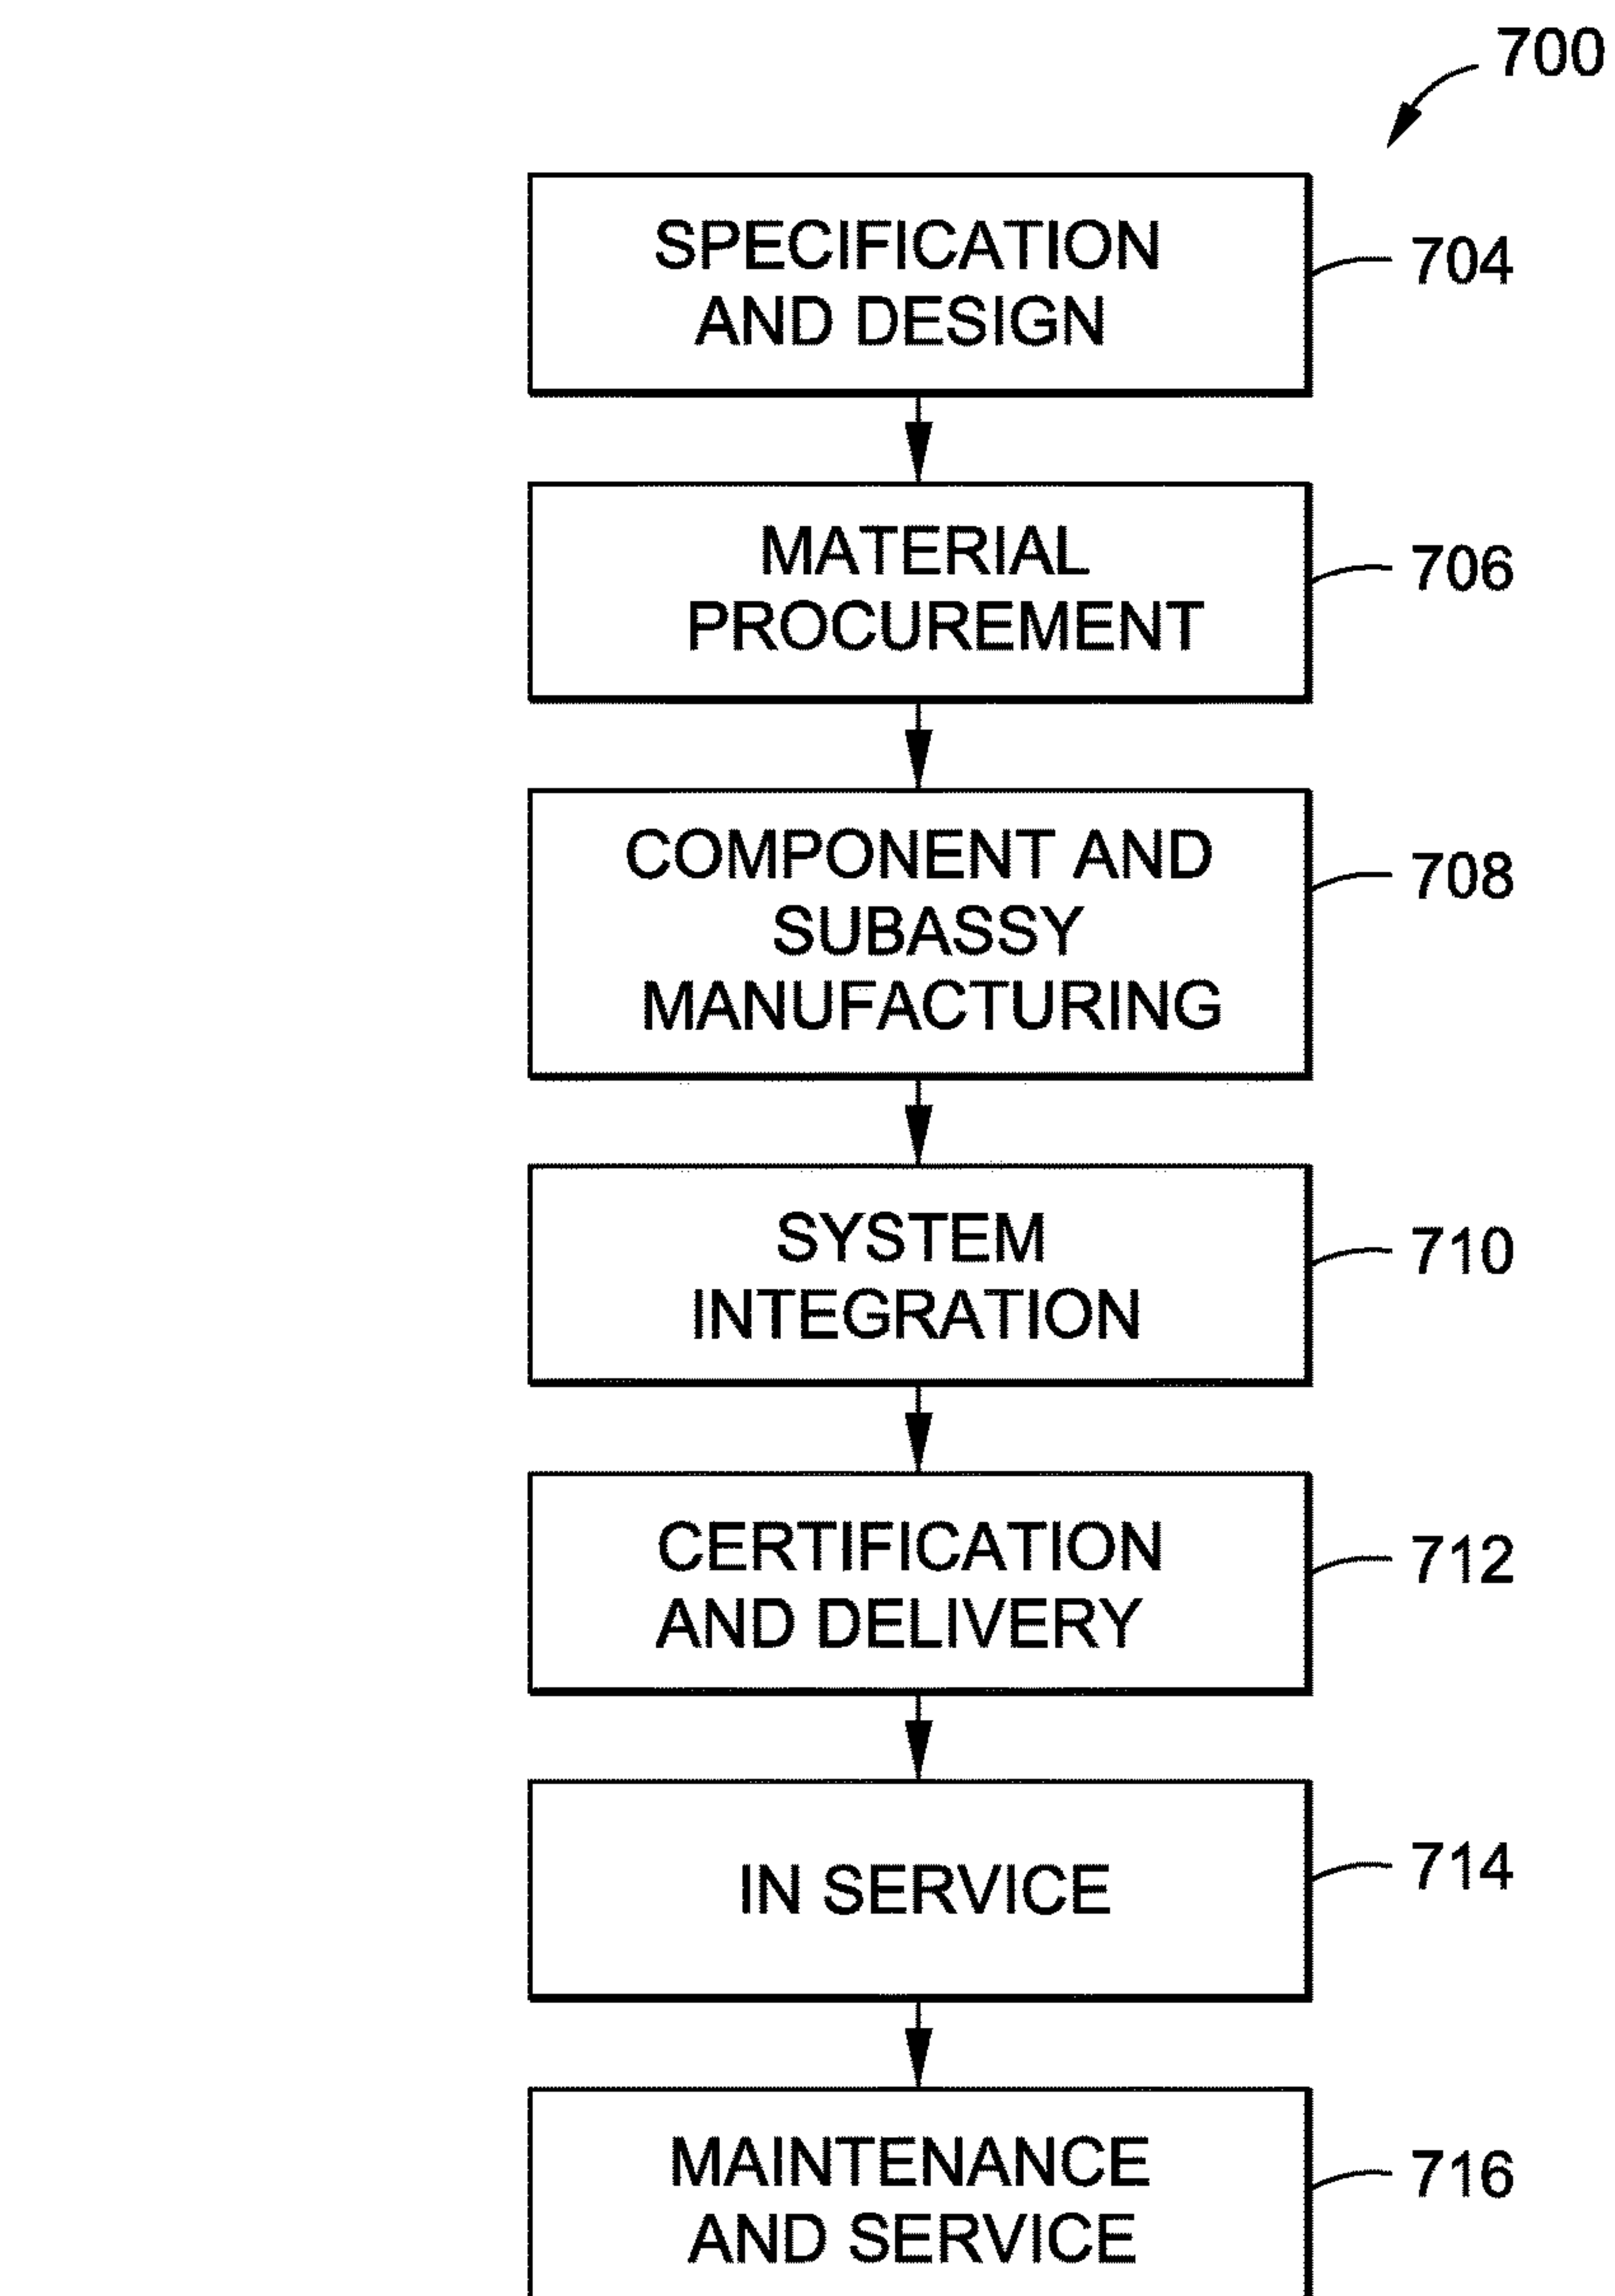 700
SPECIFICATION
AND DESIGN
704
MATERIAL
PROCUREMENT
706
COMPONENT AND
SUBASSY
MANUFACTURING
708
SYSTEM
INTEGRATION
710
CERTIFICATION
AND DELIVERY
712
IN SERVICE
714
MAINTENANCE
AND SERVICE
716